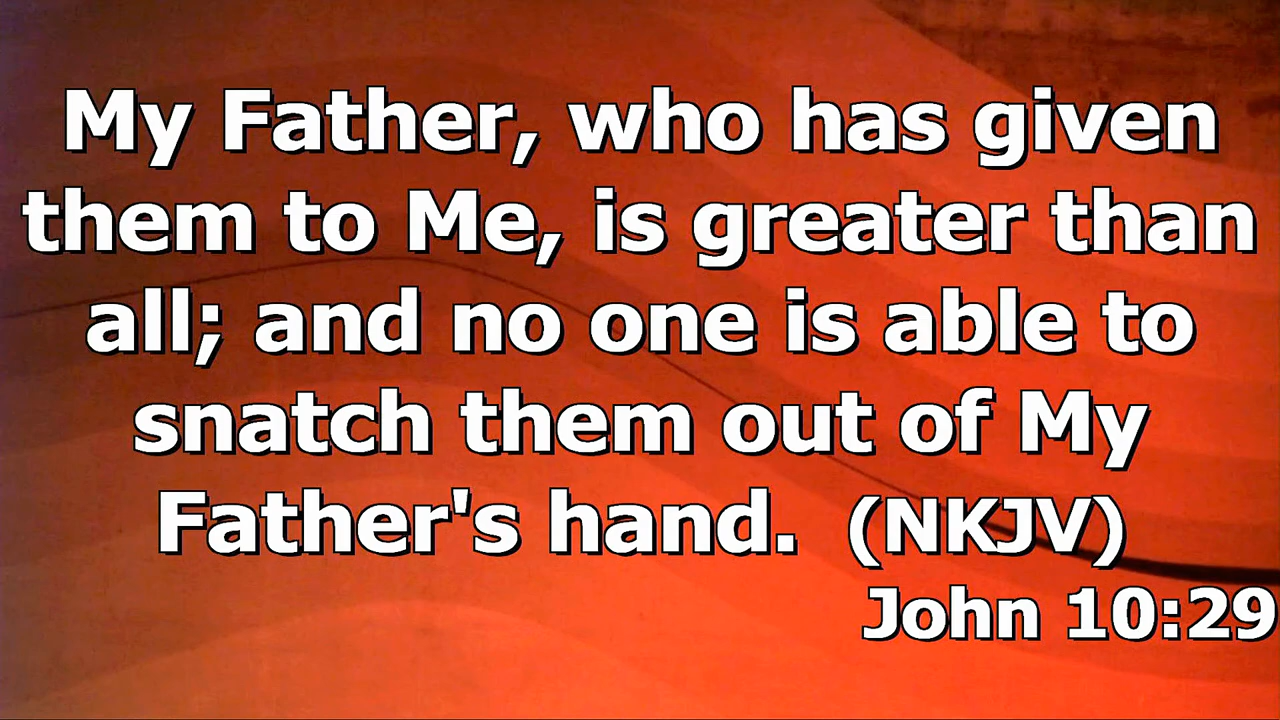 My Father, who has given
them to Me, is greater than
all; and no one is able to
snatch them out of My
Father's hand.  (NKJV)
John 10:29